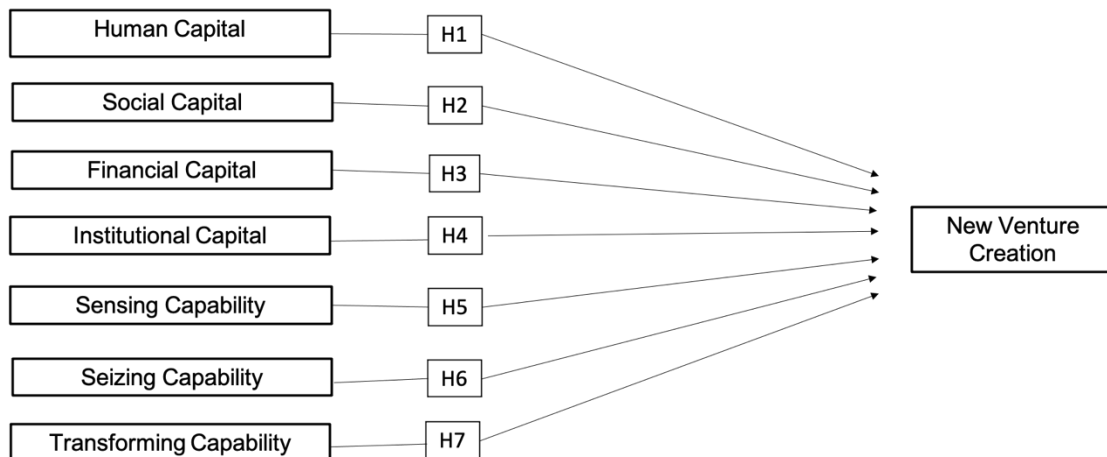 Human Capital
H1
Social Capital
H2
Financial Capital
H3
Institutional Capital
H4
New Venture
Creation
Sensing Capability
H5
Seizing Capability
H6
Transforming Capability
H7